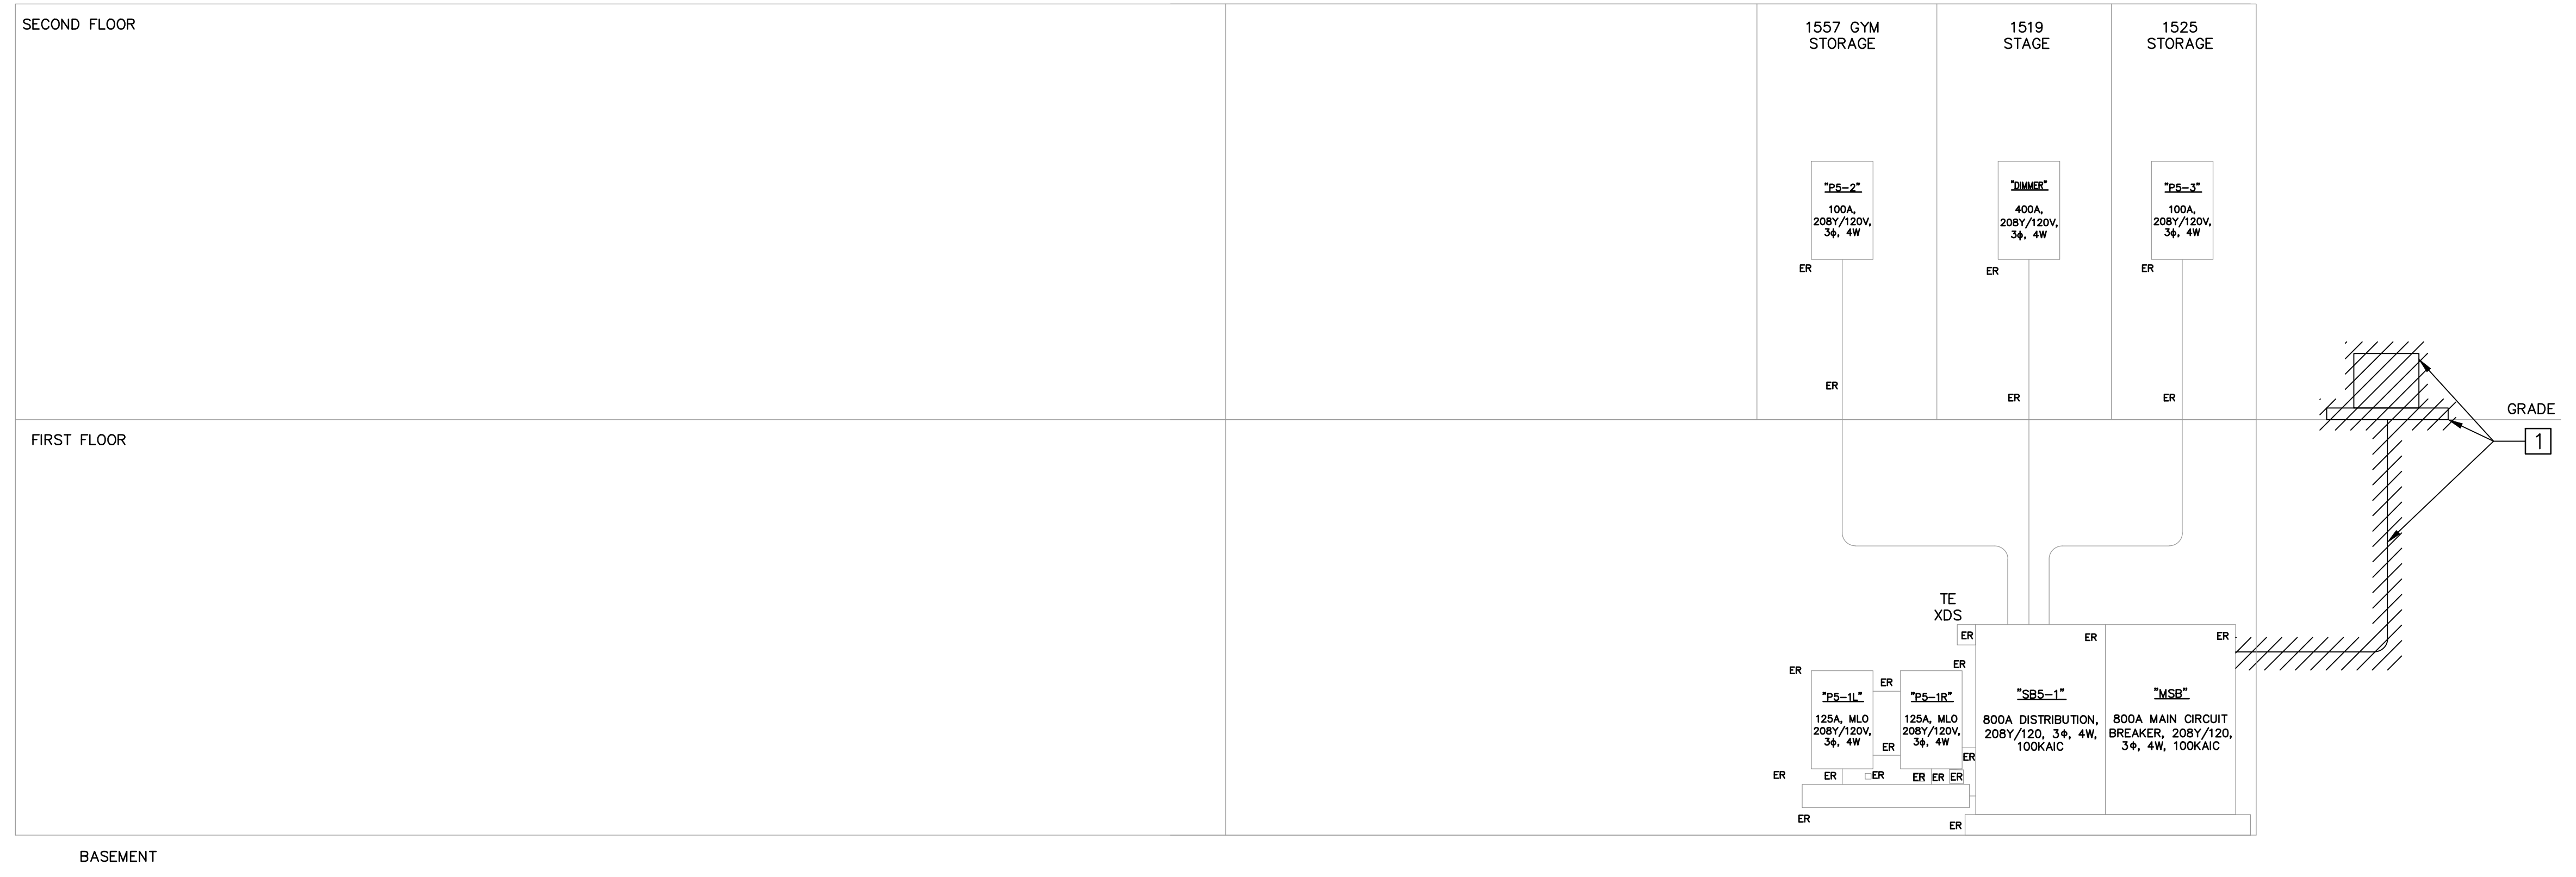 SECOND FLOOR
1557 GYM
STORAGE
1519
STAGE
1525
STORAGE
"P5-2"
100A,
208Y/120V,
3ϕ, 4W
"DIMMER"
400A,
208Y/120V,
3ϕ, 4W
"P5-3"
100A,
208Y/120V,
3ϕ, 4W
ER
ER
ER
ER
ER
ER
GRADE
1
FIRST FLOOR
TE
XDS
ER
ER
ER
ER
ER
ER
"P5-1L"
125A, MLO
208Y/120V,
3ϕ, 4W
"P5-1R"
125A, MLO
208Y/120V,
3ϕ, 4W
"SB5-1"
800A DISTRIBUTION,
208Y/120, 3ϕ, 4W,
100KAIC
"MSB"
800A MAIN CIRCUIT
BREAKER, 208Y/120,
3ϕ, 4W, 100KAIC
ER
ER
ER
ER
ER
ER
ER
ER
ER
ER
BASEMENT